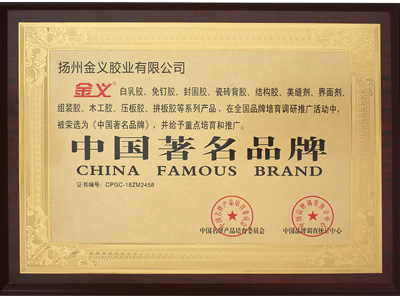 扬州金义胶业有限公司
金义® 白乳胶、免钉胶、封固胶、瓷砖背胶、结构胶、美缝剂、界面剂、
组装胶、木工胶、压板胶、拼板胶等系列产品，在全国品牌培育调研推广活动中，
被荣选为《中国著名品牌》，并给予重点培育和推广。
中国著名品牌
CHINA FAMOUS BRAND
证书编号：CPGC-18ZM2458
中国名牌产品培育委员会
中国品牌调查统计中心